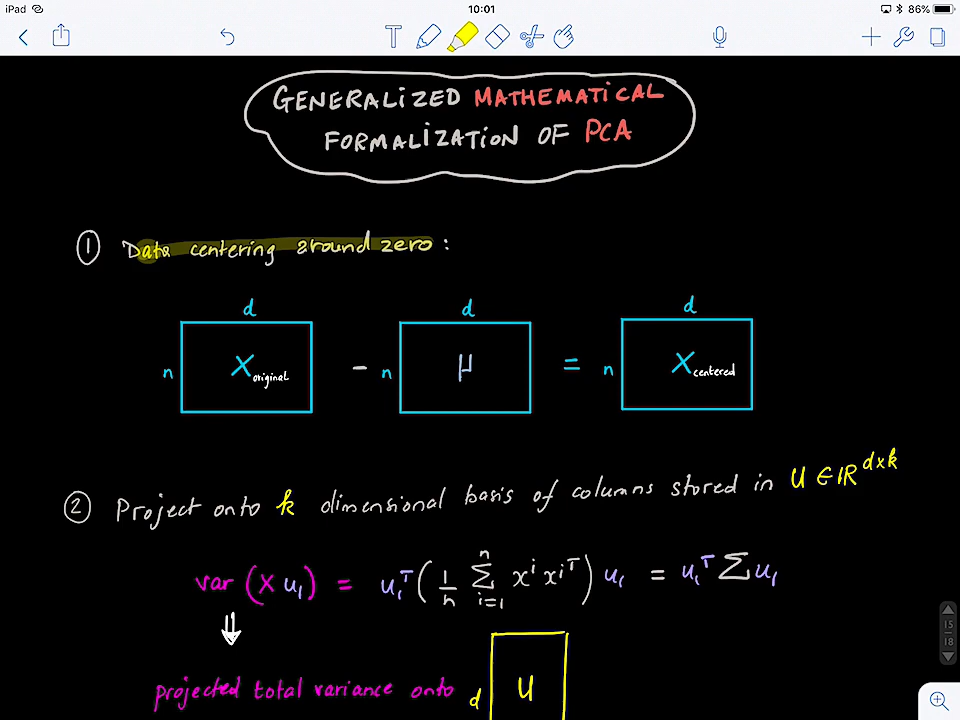 iPad 10:01 86%
T
GENERALIZED MATHEMATICAL
FORMALIZATION OF PCA
① Data centering around zero :
d d d
n X original - n μ = n X centered
② Project onto k dimensional basis of columns stored in U ∈ ℝ^{d×k}
var (X u₁) = u₁ᵀ ( 1/n ∑_{i=1}^{n} xⁱ xⁱᵀ ) u₁ = u₁ᵀ ∑ u₁
⇓
projected total variance onto d U
15
18